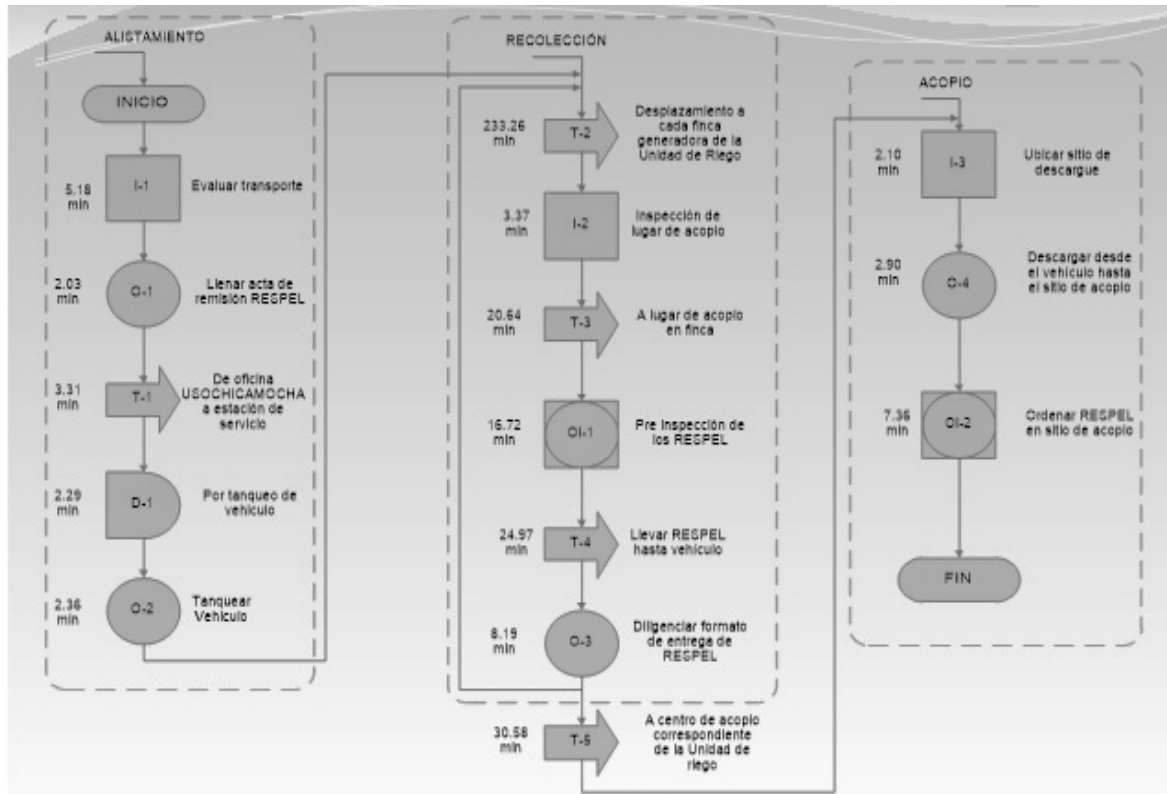 ALISTAMIENTO
INICIO
5.18
min
I-1
Evaluar transporte
2.03
min
O-1
Llenar acta de
remisión RESPEL
3.31
min
T-1
De oficina
USOCHICAMOCHA
a estación de
servicio
2.29
min
D-1
Por tanqueo de
vehículo
2.36
min
O-2
Tanquear
Vehículo
RECOLECCIÓN
233.26
min
T-2
Desplazamiento a
cada finca
generadora de la
Unidad de Riego
3.37
min
I-2
Inspección de
lugar de acopio
20.64
min
T-3
A lugar de acopio
en finca
16.72
min
OI-1
Pre inspección de
los RESPEL
24.97
min
T-4
Llevar RESPEL
hasta vehículo
8.19
min
O-3
Diligenciar formato
de entrega de
RESPEL
30.58
min
T-5
A centro de acopio
correspondiente
de la Unidad de
riego
ACOPIO
2.10
min
I-3
Ubicar sitio de
descargue
2.90
min
O-4
Descargar desde
el vehículo hasta
el sitio de acopio
7.36
min
OI-2
Ordenar RESPEL
en sitio de acopio
FIN